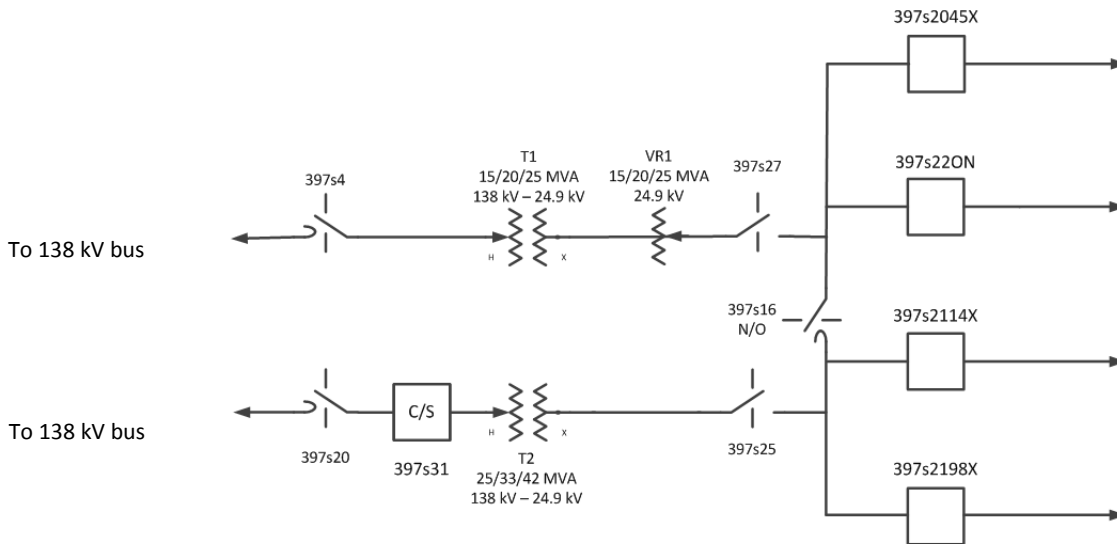 397s2045X
T1
15/20/25 MVA
138 kV – 24.9 kV
VR1
15/20/25 MVA
24.9 kV
397s4
397s27
397s22ON
To 138 kV bus
H
X
397s16
N/O
397s2114X
C/S
To 138 kV bus
H
X
397s20
397s31
T2
25/33/42 MVA
138 kV – 24.9 kV
397s25
397s2198X